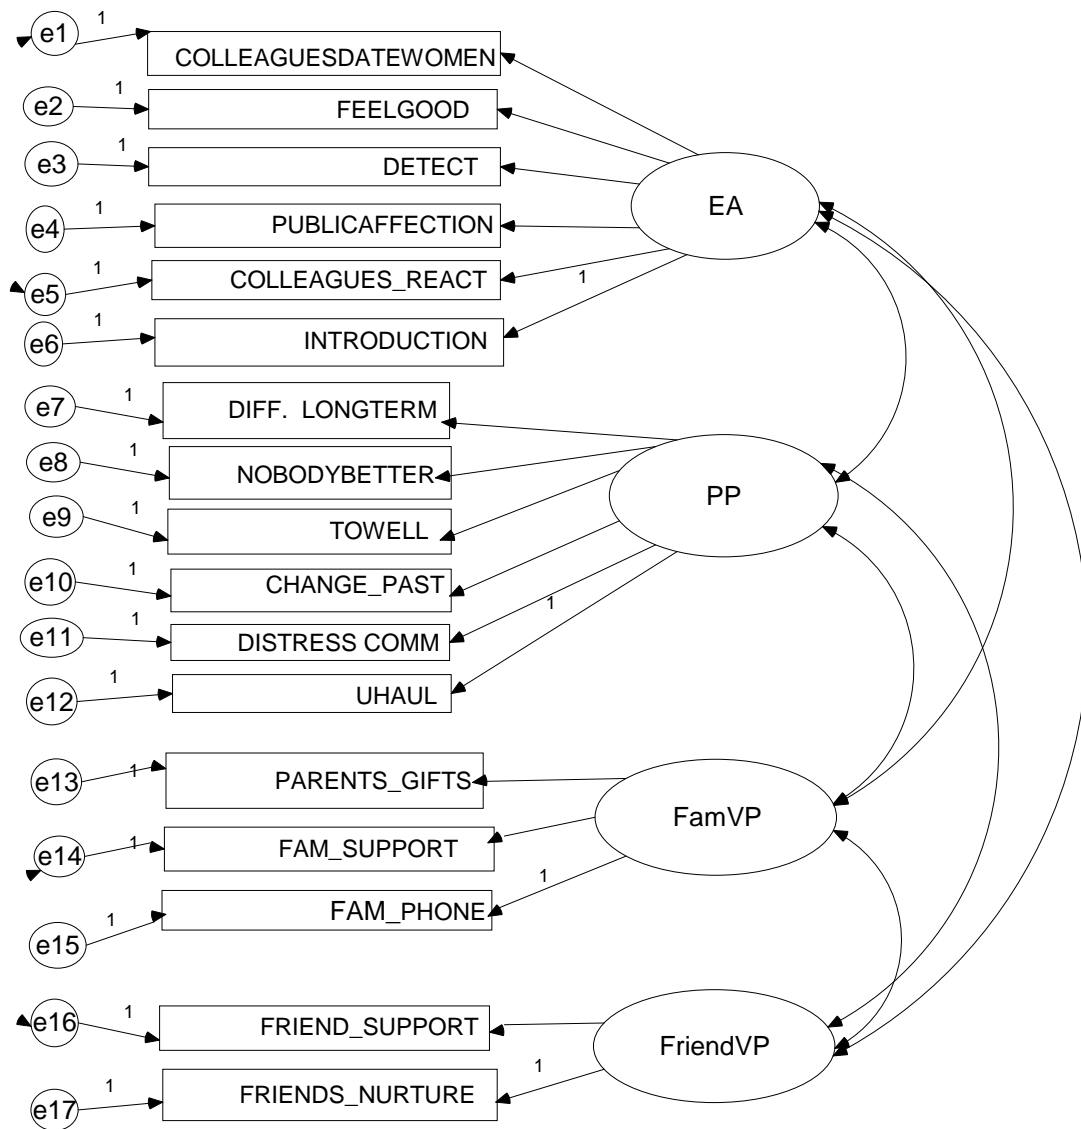 e1 1 COLLEAGUESDATEWOMEN
e2 1 FEELGOOD
e3 1 DETECT
EA
e4 1 PUBLICAFFECTION
e5 1 COLLEAGUES_REACT 1
e6 1 INTRODUCTION
e7 1 DIFF. LONGTERM
e8 1 NOBODYBETTER
PP
e9 1 TOWELL
e10 1 CHANGE_PAST
e11 1 DISTRESS COMM 1
e12 1 UHAUL
e13 1 PARENTS_GIFTS
FamVP
e14 1 FAM_SUPPORT
e15 1 FAM_PHONE 1
e16 1 FRIEND_SUPPORT
FriendVP
e17 1 FRIENDS_NURTURE 1